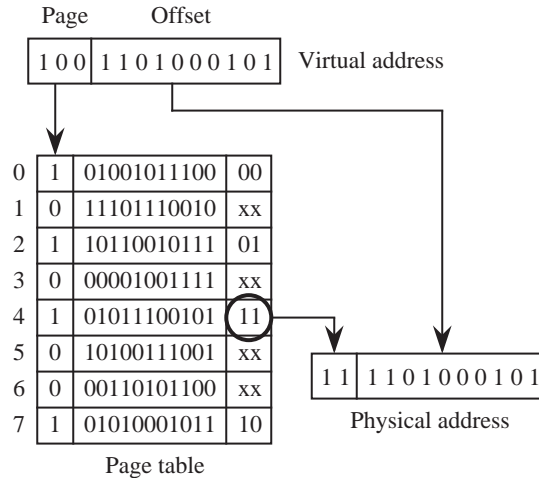 Page Offset
1 0 0 1 1 0 1 0 0 0 1 0 1 Virtual address
0 1 01001011100 00
1 0 11101110010 xx
2 1 10110010111 01
3 0 00001001111 xx
4 1 01011100101 11
5 0 10100111001 xx
6 0 00110101100 xx
7 1 01010001011 10
1 1 1 1 0 1 0 0 0 1 0 1
Physical address
Page table